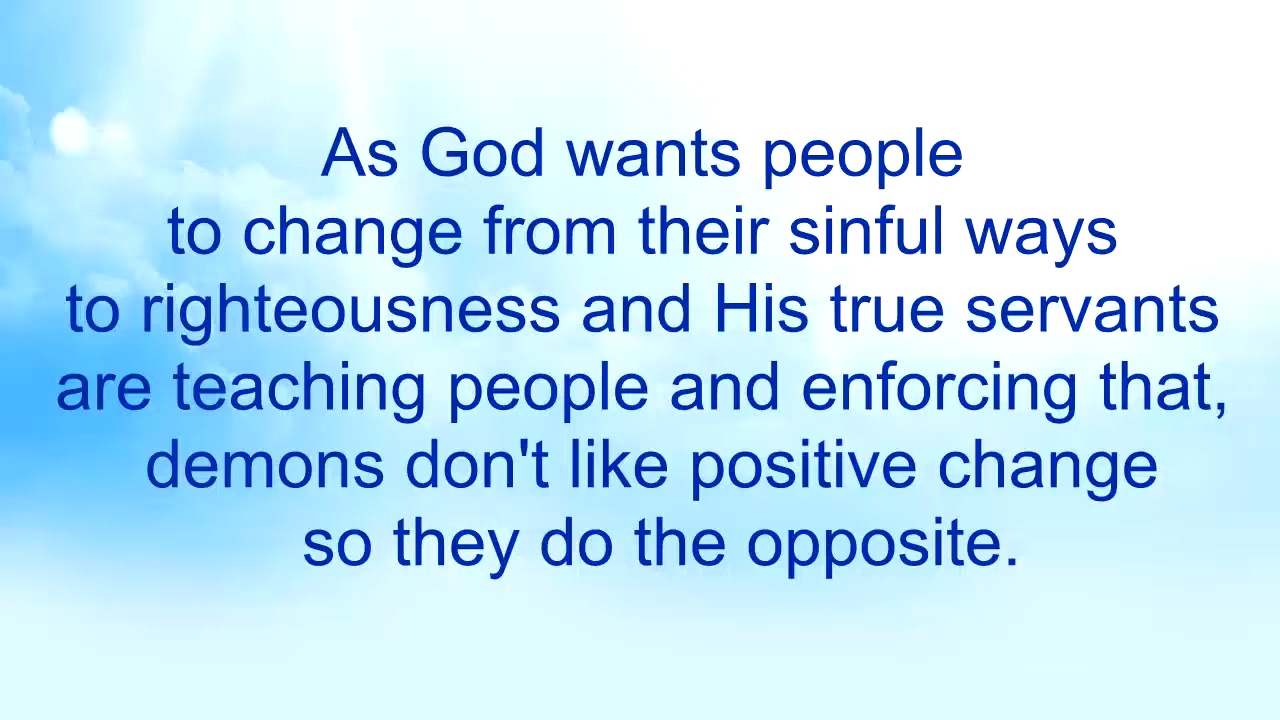 As God wants people
to change from their sinful ways
to righteousness and His true servants
are teaching people and enforcing that,
demons don't like positive change
so they do the opposite.